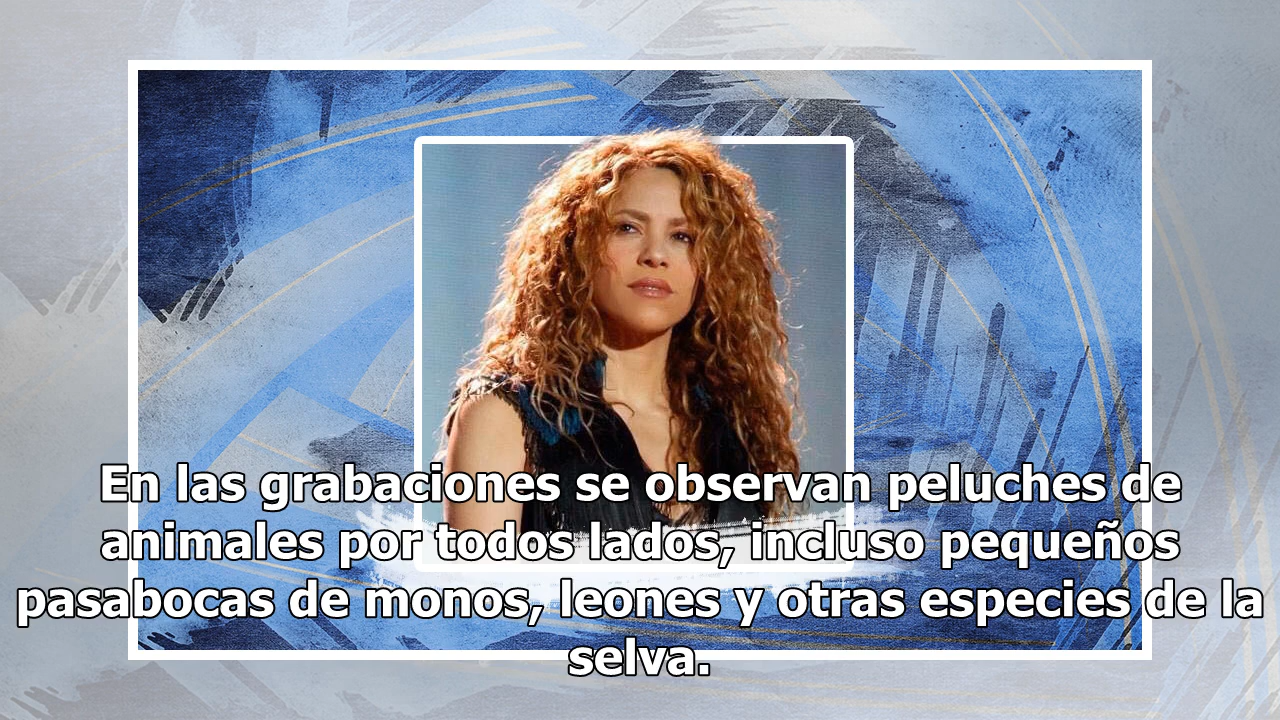 En las grabaciones se observan peluches de
animales por todos lados, incluso pequeños
pasabocas de monos, leones y otras especies de la
selva.